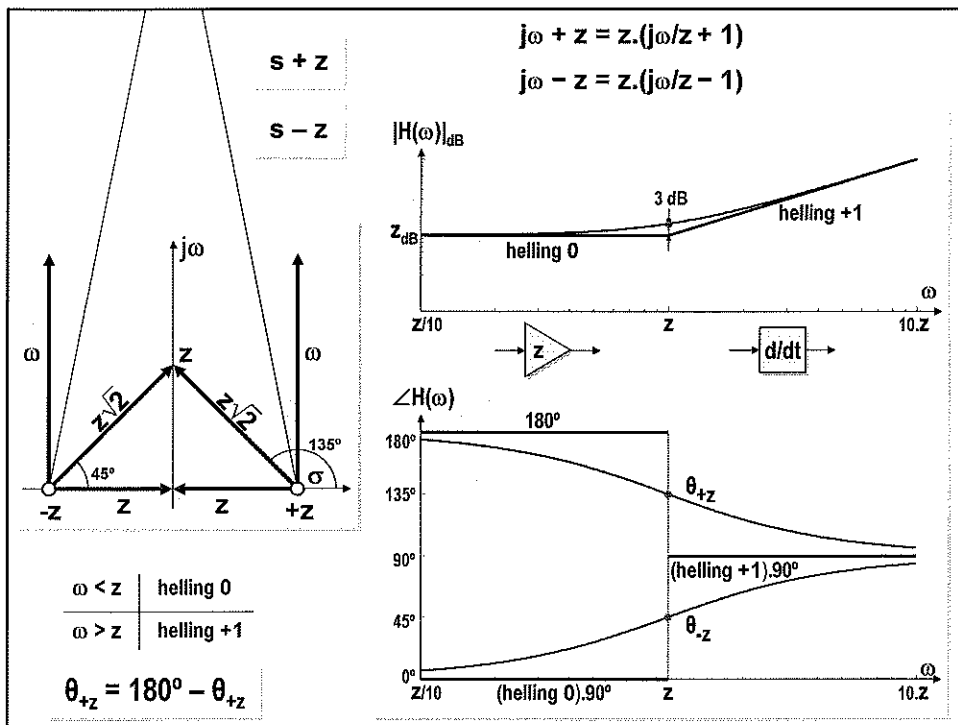 s + z
s – z
jω
ω
ω
z
z√2
z√2
45º
135º
σ
-z
z
z
+z
ω < z helling 0
ω > z helling +1
θ+z = 180º – θ+z
jω + z = z.(jω/z + 1)
jω – z = z.(jω/z – 1)
|H(ω)|dB
3 dB
helling +1
zdB
helling 0
ω
z/10
z
10.z
z
d/dt
∠H(ω)
180º
180º
135º
θ+z
90º
(helling +1).90º
45º
θ-z
0º
ω
z/10
(helling 0).90º
z
10.z